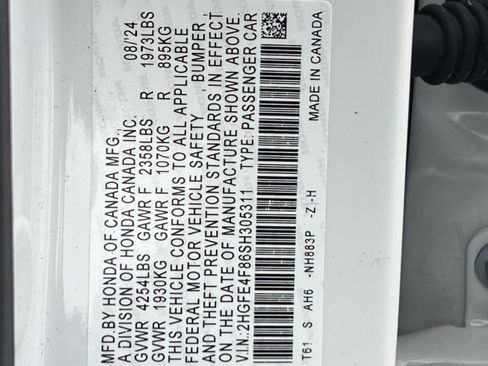 MFD.BY HONDA OF CANADA MFG.,
A DIVISION OF HONDA CANADA INC. 08/'24
GVWR 4254LBS GAWR F 2358LBS R 1973LBS
GVWR 1930KG GAWR F 1070KG R 895KG
THIS VEHICLE CONFORMS TO ALL APPLICABLE
FEDERAL MOTOR VEHICLE SAFETY, BUMPER,
AND THEFT PREVENTION STANDARDS IN EFFECT
ON THE DATE OF MANUFACTURE SHOWN ABOVE.
V.I.N.:2HGFE4F86SH305311 TYPE: PASSENGER CAR
T61 S AH6 -NH883P -Z -H
MADE IN CANADA